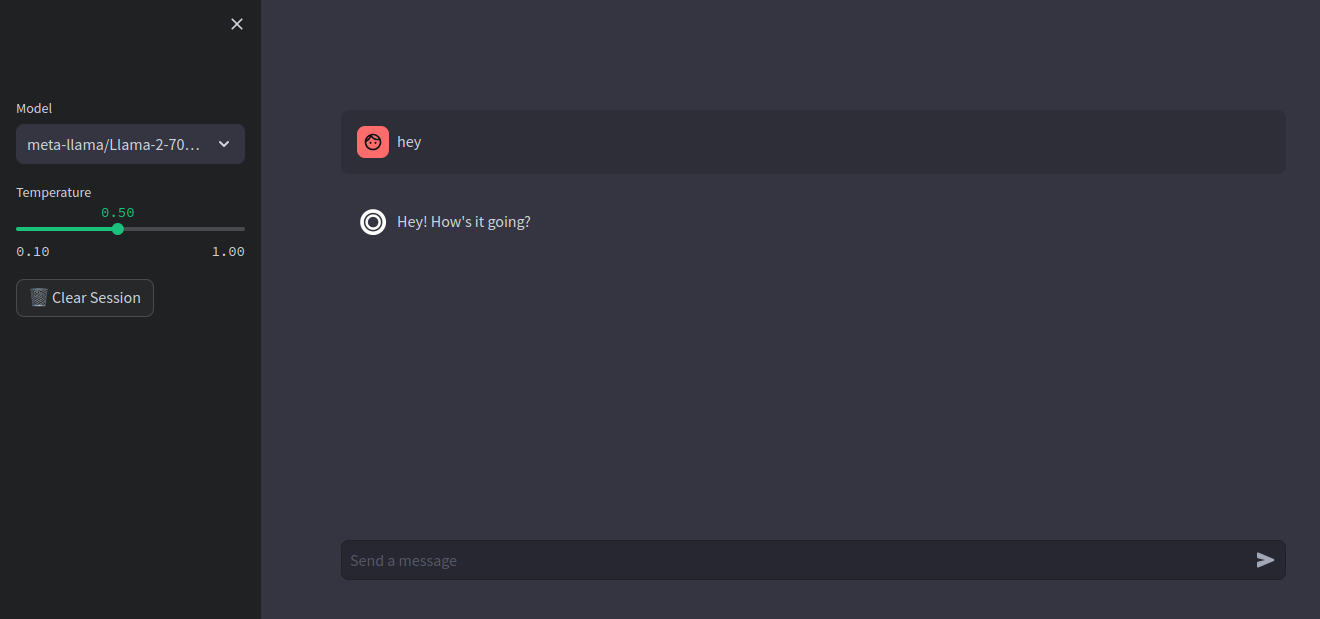 Model
meta-llama/Llama-2-70...
Temperature
0.50
0.10 1.00
Clear Session
hey
Hey! How's it going?
Send a message